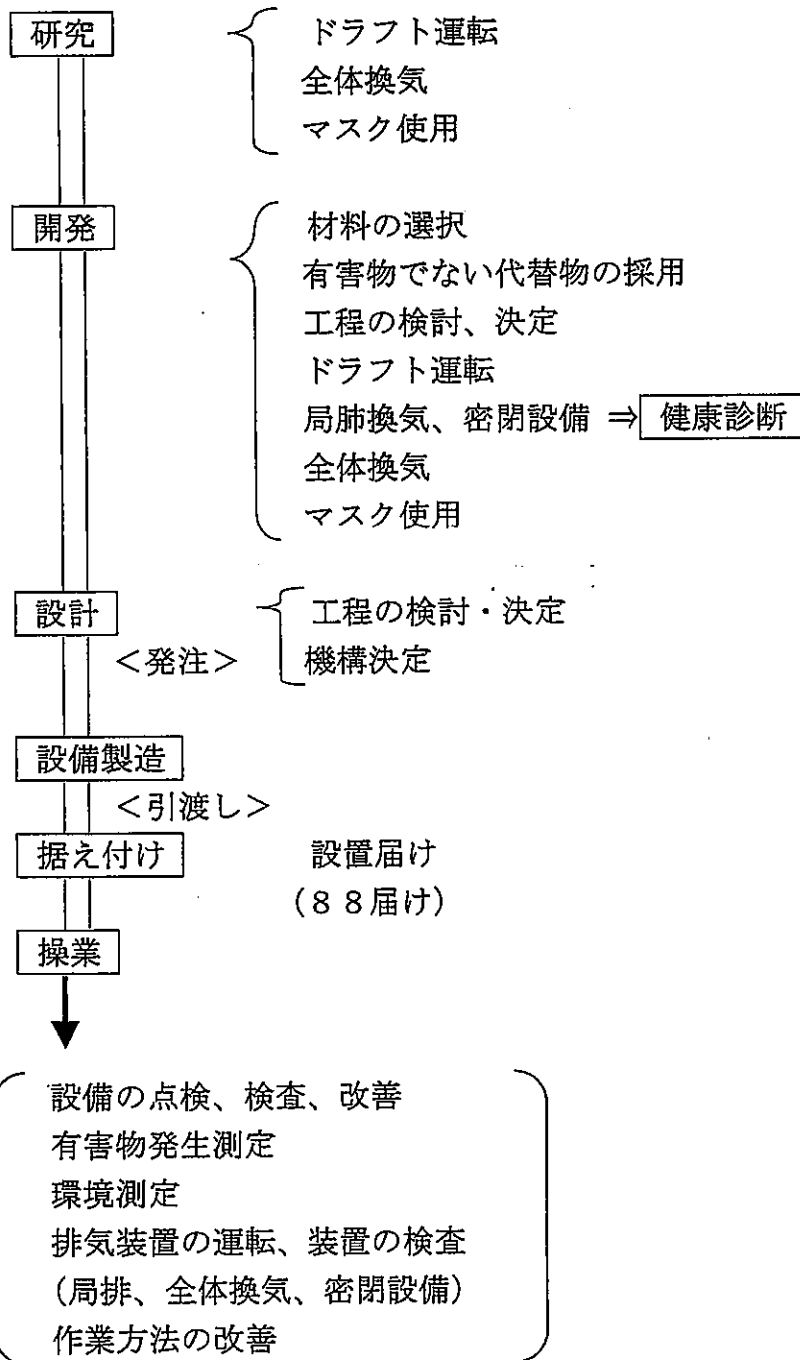 研究
ドラフト運転
全体換気
マスク使用
開発
材料の選択
有害物でない代替物の採用
工程の検討、決定
ドラフト運転
局肺換気、密閉設備 ⇒ 健康診断
全体換気
マスク使用
設計
工程の検討・決定
<発注> 機構決定
設備製造
<引渡し>
据え付け 設置届け
(88届け)
操業
設備の点検、検査、改善
有害物発生測定
環境測定
排気装置の運転、装置の検査
(局排、全体換気、密閉設備)
作業方法の改善